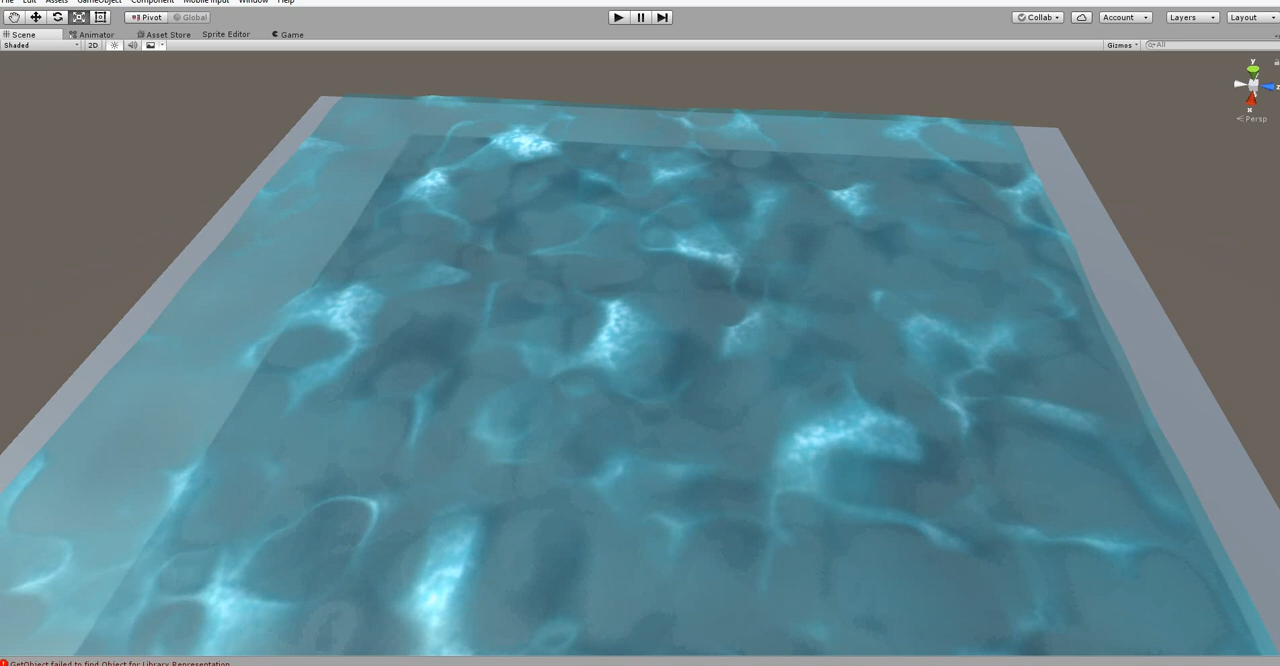 File Edit Assets GameObject Component Mobile Input Window Help
Pivot Global Collab Account Layers Layout
Scene Animator Asset Store Sprite Editor Game
Shaded 2D Gizmos All
y
z
x
Persp
GetObject failed to find Object for Library Representation